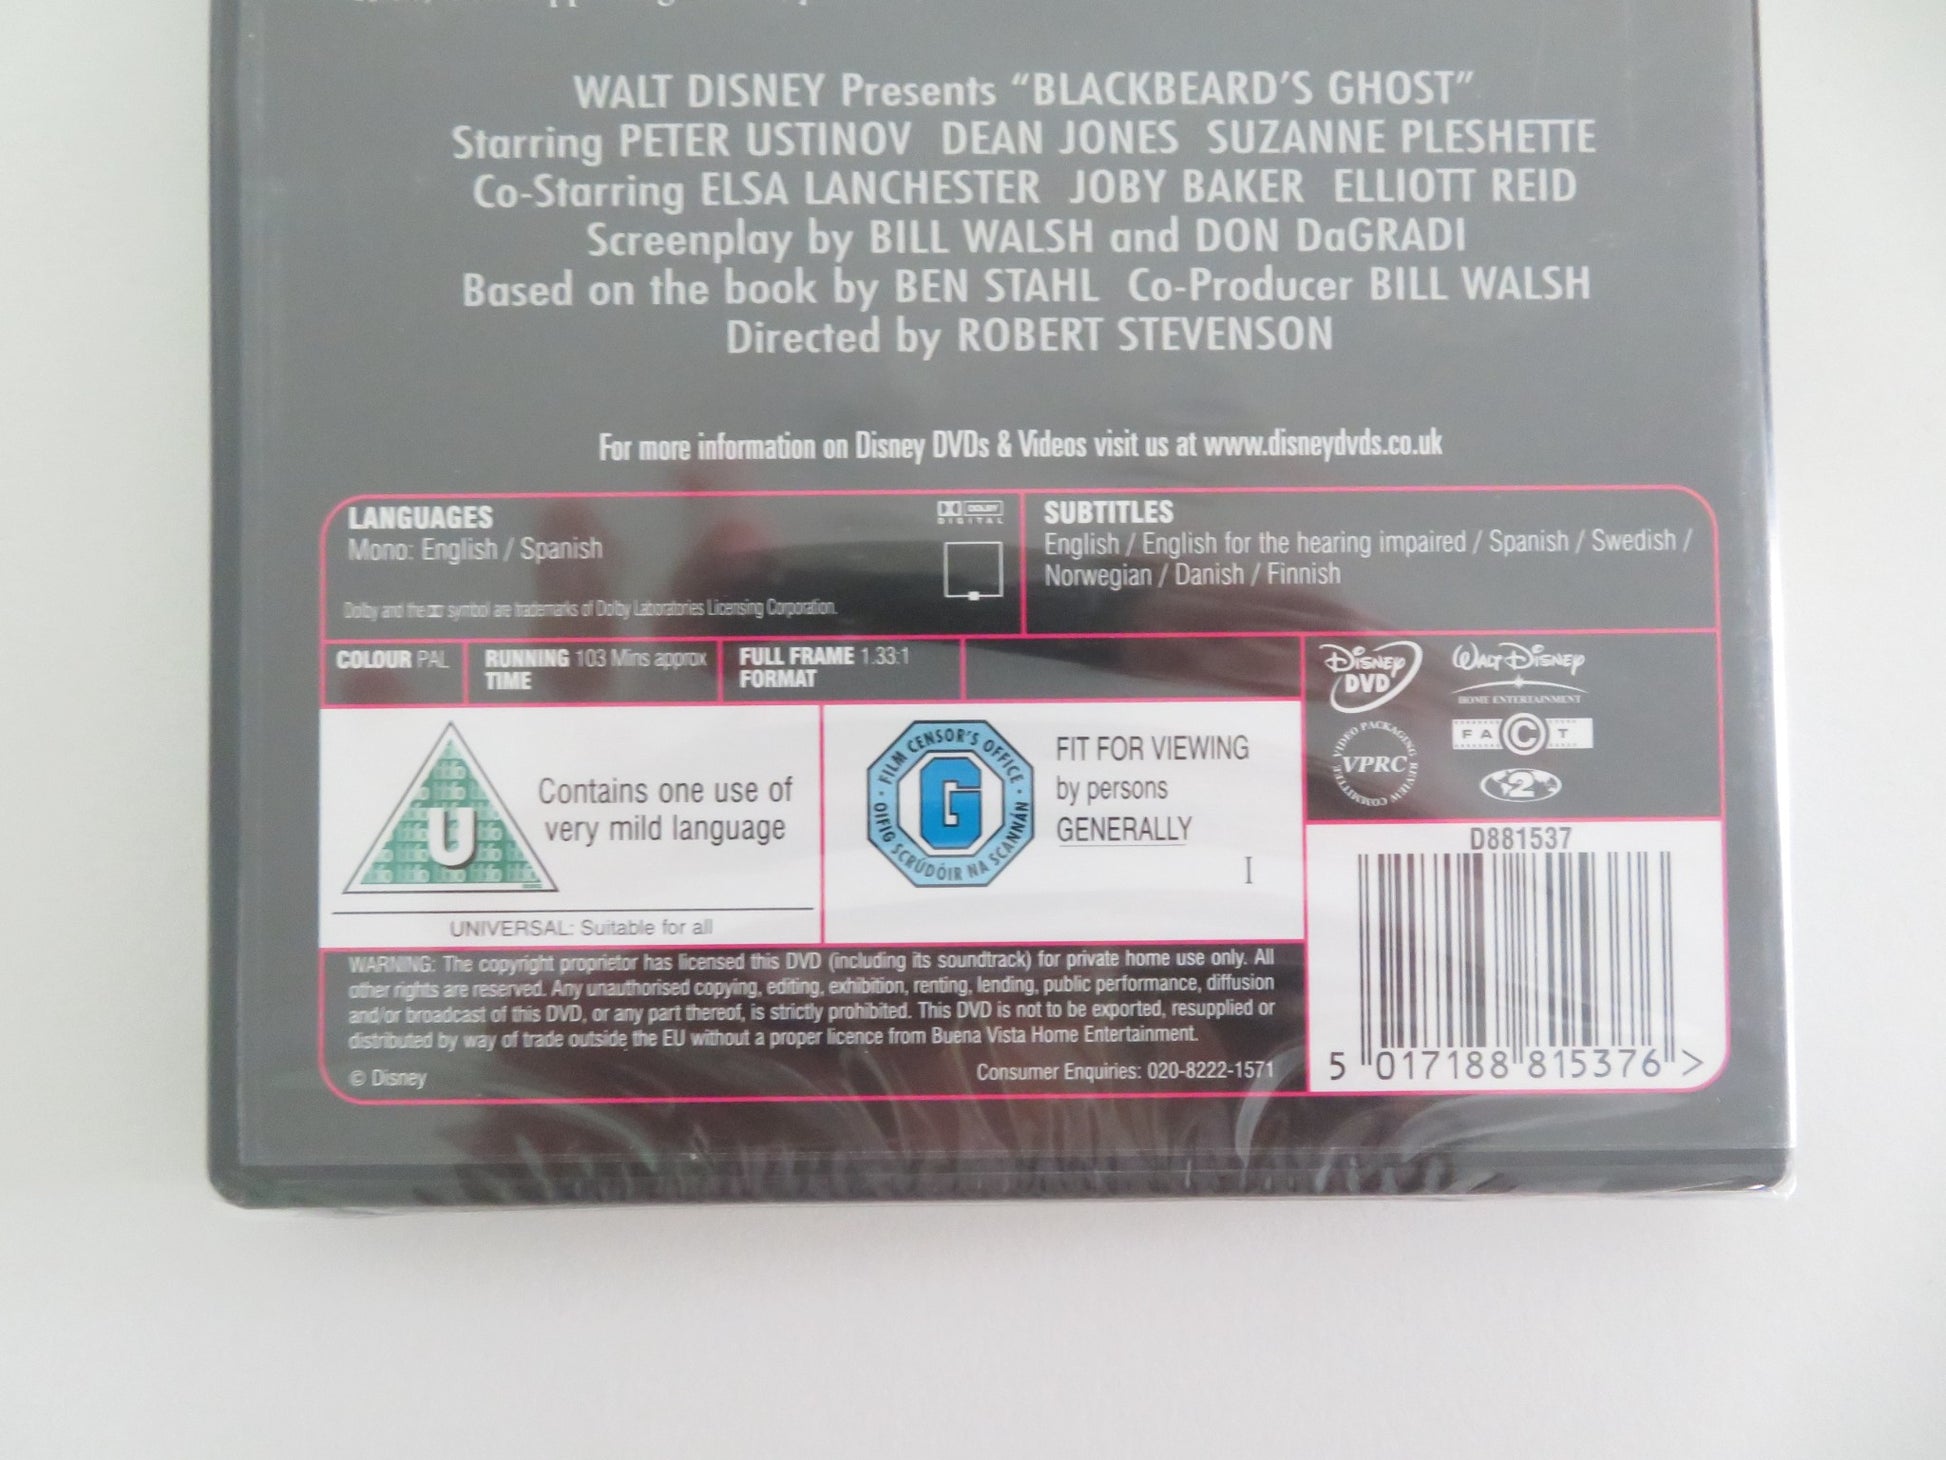 WALT DISNEY Presents “BLACKBEARD’S GHOST”
Starring PETER USTINOV DEAN JONES SUZANNE PLESHETTE
Co-Starring ELSA LANCHESTER JOBY BAKER ELLIOTT REID
Screenplay by BILL WALSH and DON DaGRADI
Based on the book by BEN STAHL Co-Producer BILL WALSH
Directed by ROBERT STEVENSON
For more information on Disney DVDs & Videos visit us at www.disneydvds.co.uk
LANGUAGES
Mono: English / Spanish
DOLBY
DIGITAL
Dolby and the symbol are trademarks of Dolby Laboratories Licensing Corporation.
SUBTITLES
English / English for the hearing impaired / Spanish / Swedish /
Norwegian / Danish / Finnish
COLOUR PAL
RUNNING 103 Mins approx
TIME
FULL FRAME 1.33:1
FORMAT
DISNEY
DVD
WALT DISNEY
HOME ENTERTAINMENT
VIDEO PACKAGING REVIEW COMMITTEE
VPRC
FACT
2
U
Contains one use of
very mild language
UNIVERSAL: Suitable for all
· FILM CENSOR’S OFFICE ·
G
OIFIG SCRÚDÓIR NA SCANNÁN
FIT FOR VIEWING
by persons
GENERALLY
I
D881537
5 017188 815376 >
WARNING: The copyright proprietor has licensed this DVD (including its soundtrack) for private home use only. All
other rights are reserved. Any unauthorised copying, editing, exhibition, renting, lending, public performance, diffusion
and/or broadcast of this DVD, or any part thereof, is strictly prohibited. This DVD is not to be exported, resupplied or
distributed by way of trade outside the EU without a proper licence from Buena Vista Home Entertainment.
© Disney
Consumer Enquiries: 020-8222-1571